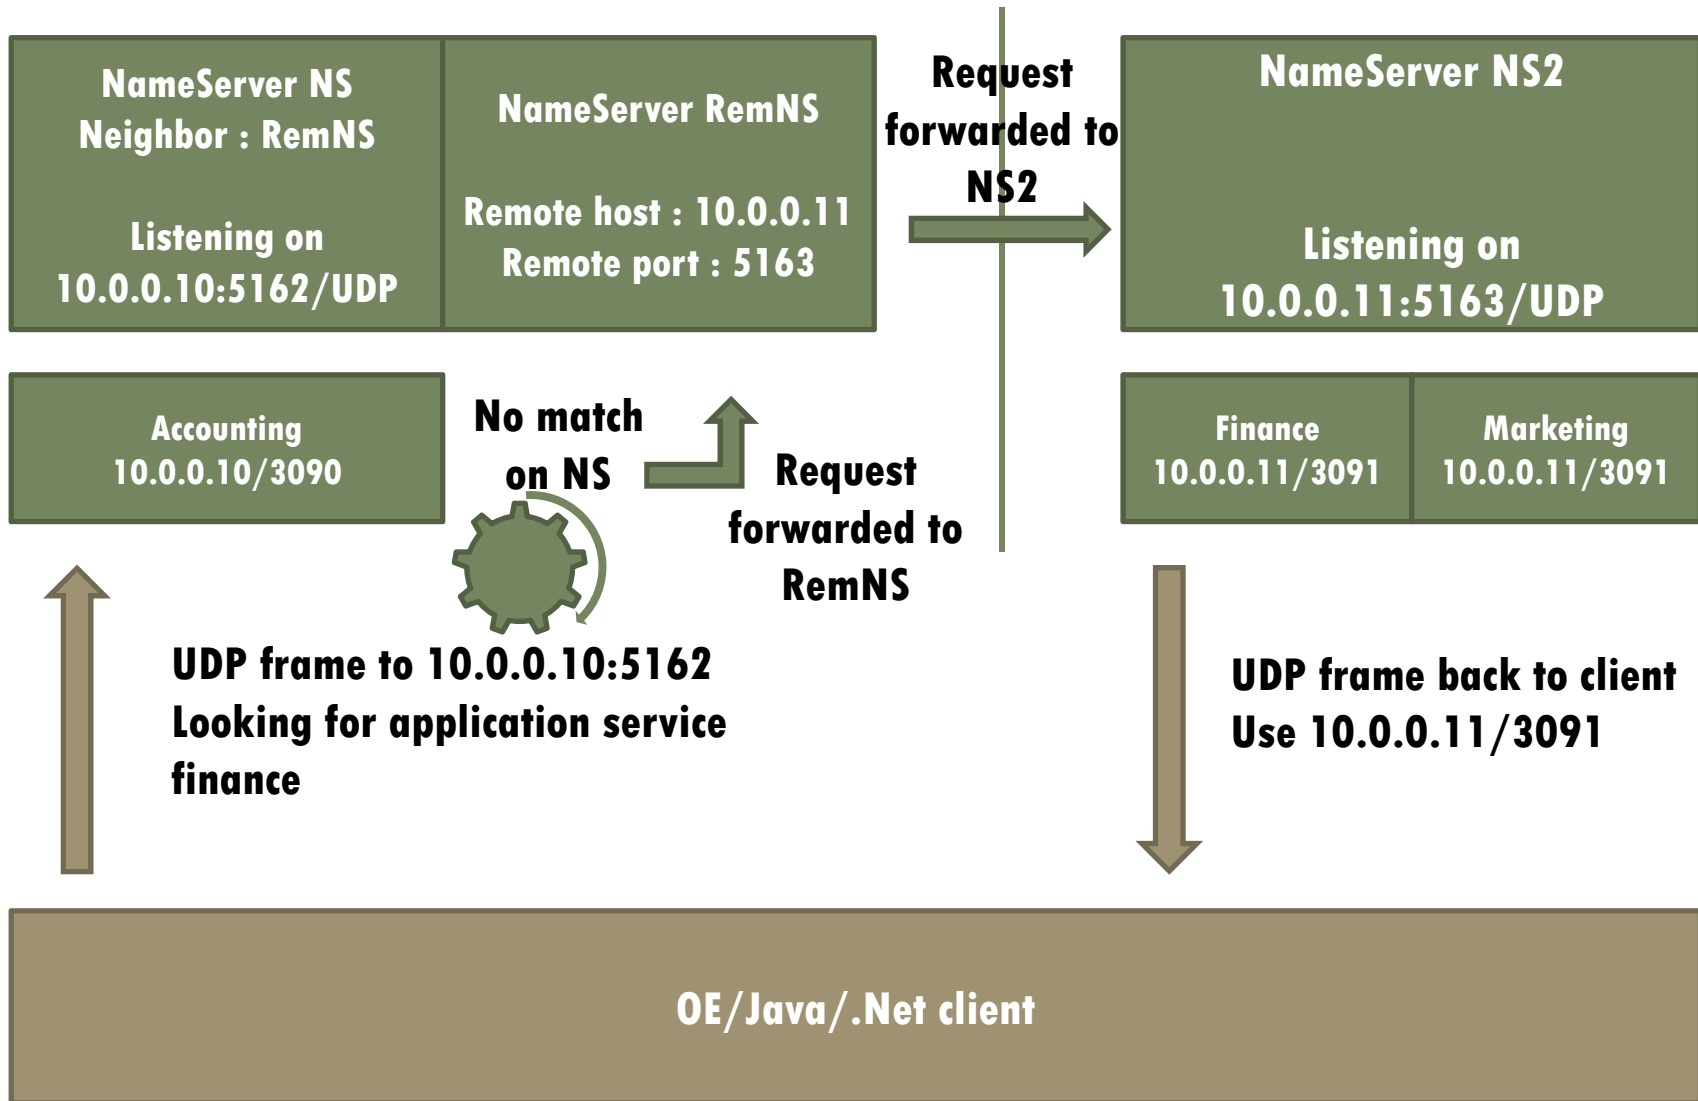 NameServer NS
Neighbor : RemNS
Listening on
10.0.0.10:5162/UDP
NameServer RemNS
Remote host : 10.0.0.11
Remote port : 5163
Request
forwarded to
NS2
NameServer NS2
Listening on
10.0.0.11:5163/UDP
Accounting
10.0.0.10/3090
No match
on NS
Request
forwarded to
RemNS
Finance
10.0.0.11/3091
Marketing
10.0.0.11/3091
UDP frame to 10.0.0.10:5162
Looking for application service
finance
UDP frame back to client
Use 10.0.0.11/3091
OE/Java/.Net client